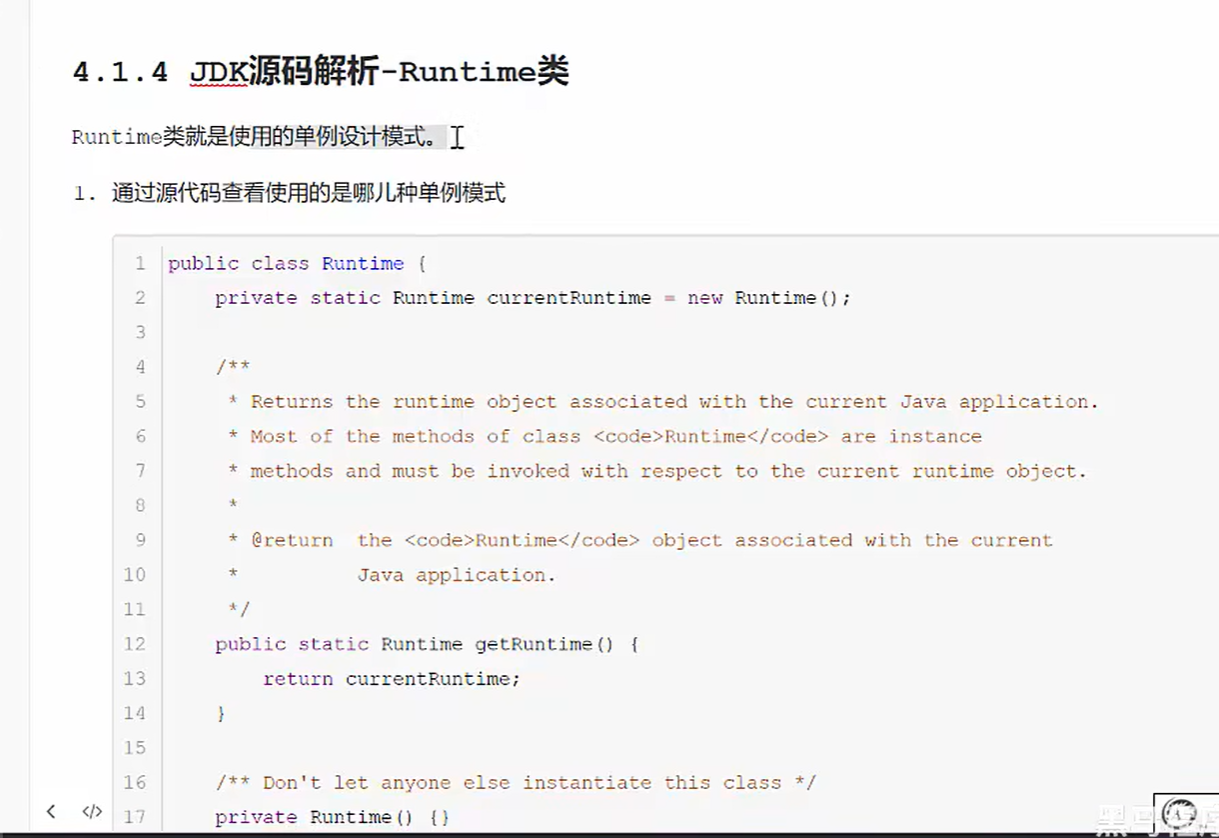 4.1.4 JDK源码解析-Runtime类
Runtime类就是使用的单例设计模式。
1. 通过源代码查看使用的是哪儿种单例模式
1 public class Runtime {
2 private static Runtime currentRuntime = new Runtime();
3
4 /**
5 * Returns the runtime object associated with the current Java application.
6 * Most of the methods of class <code>Runtime</code> are instance
7 * methods and must be invoked with respect to the current runtime object.
8 *
9 * @return the <code>Runtime</code> object associated with the current
10 * Java application.
11 */
12 public static Runtime getRuntime() {
13 return currentRuntime;
14 }
15
16 /** Don't let anyone else instantiate this class */
17 private Runtime() {}